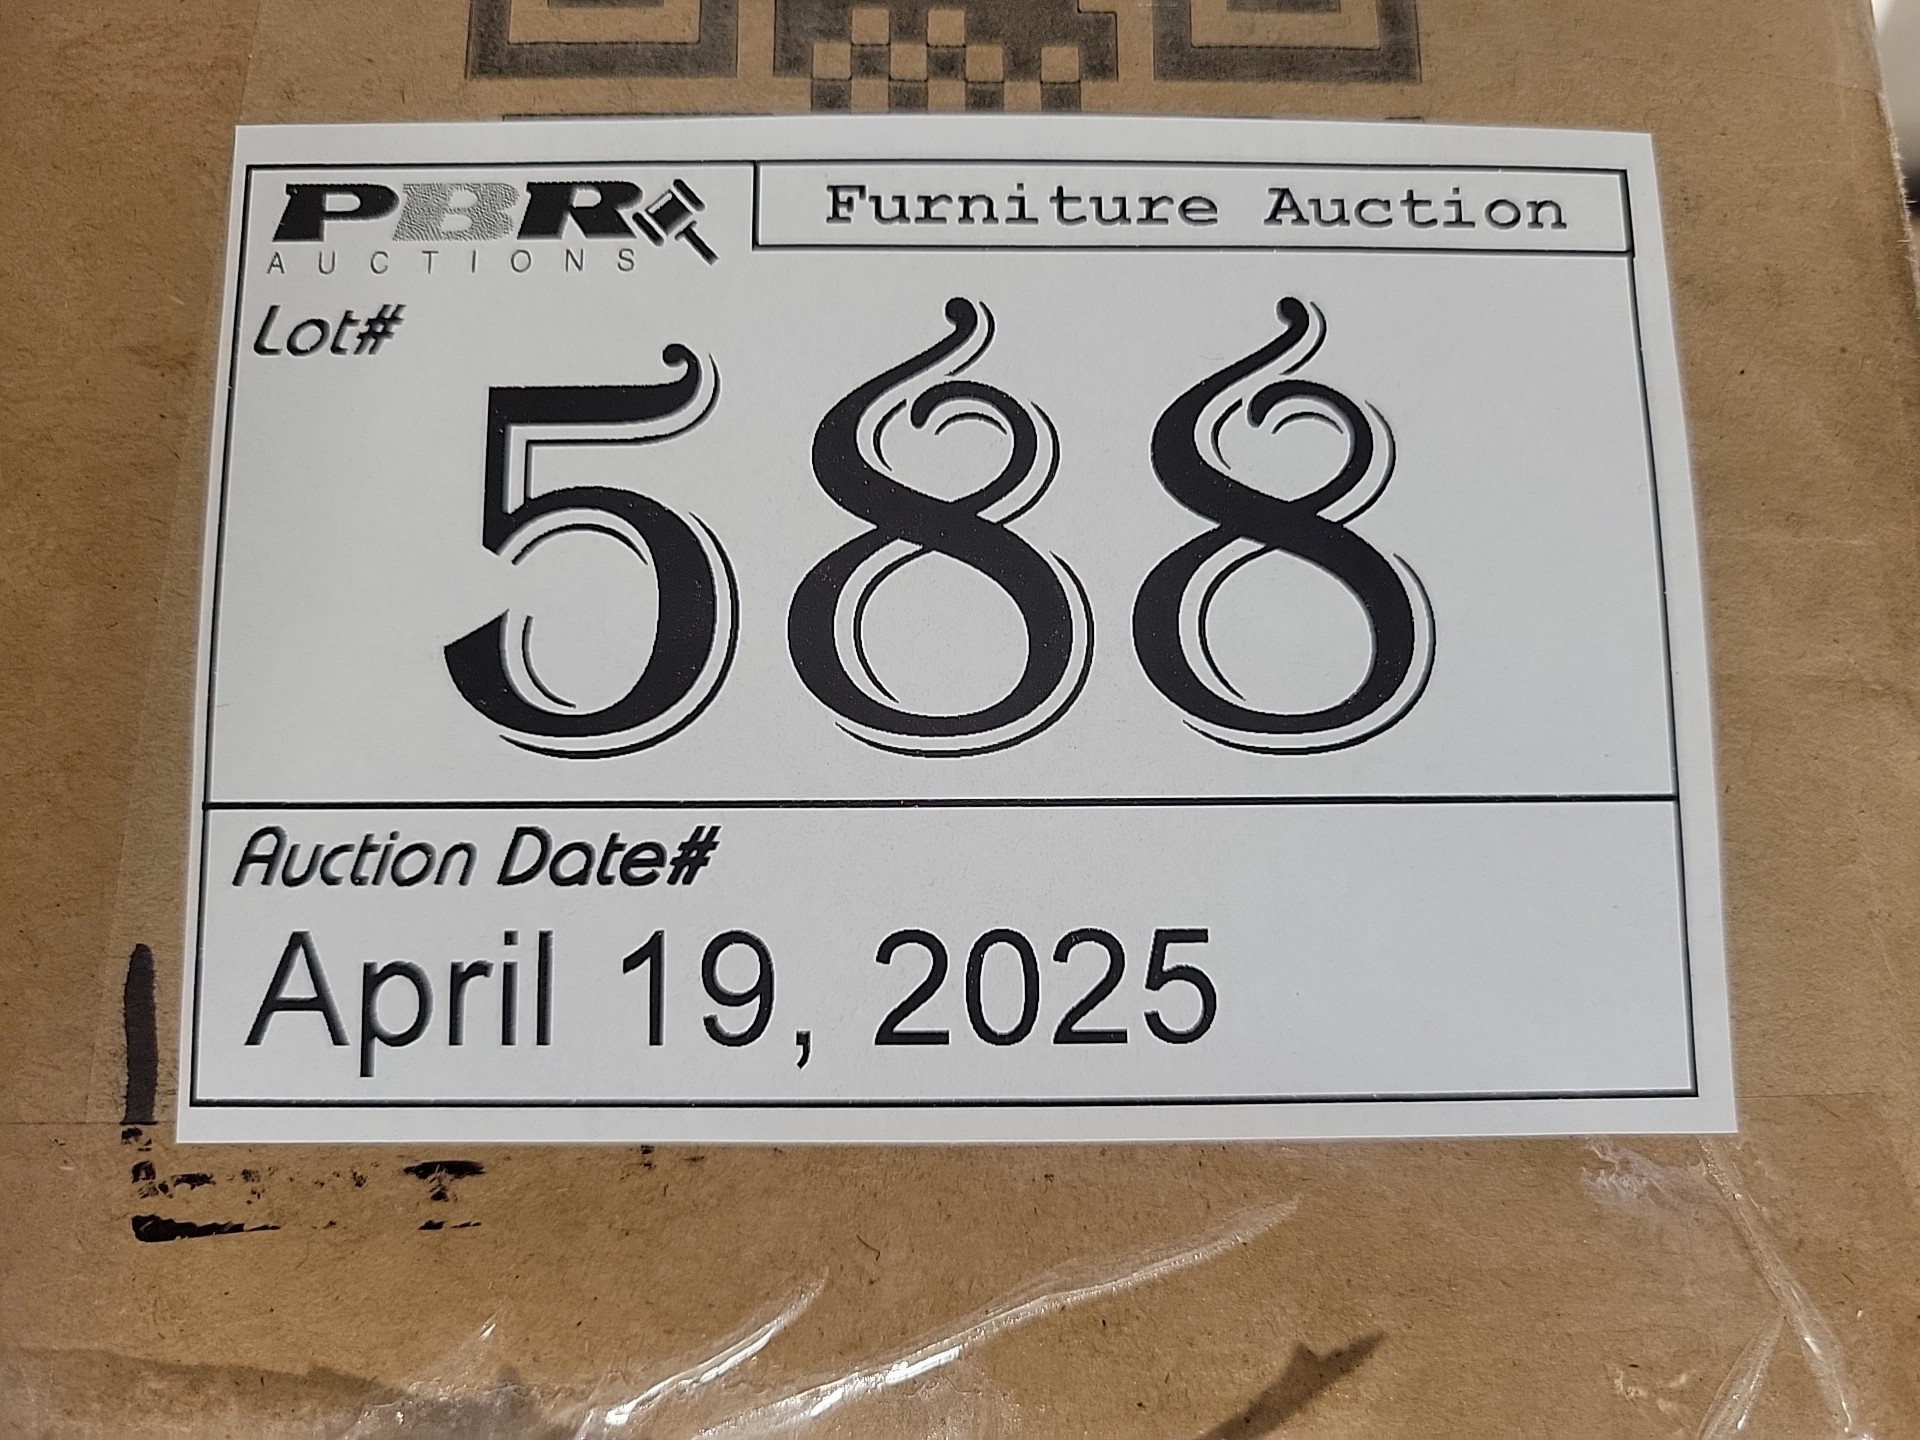 PBR
AUCTIONS
Furniture Auction
Lot#
588
Auction Date#
April 19, 2025